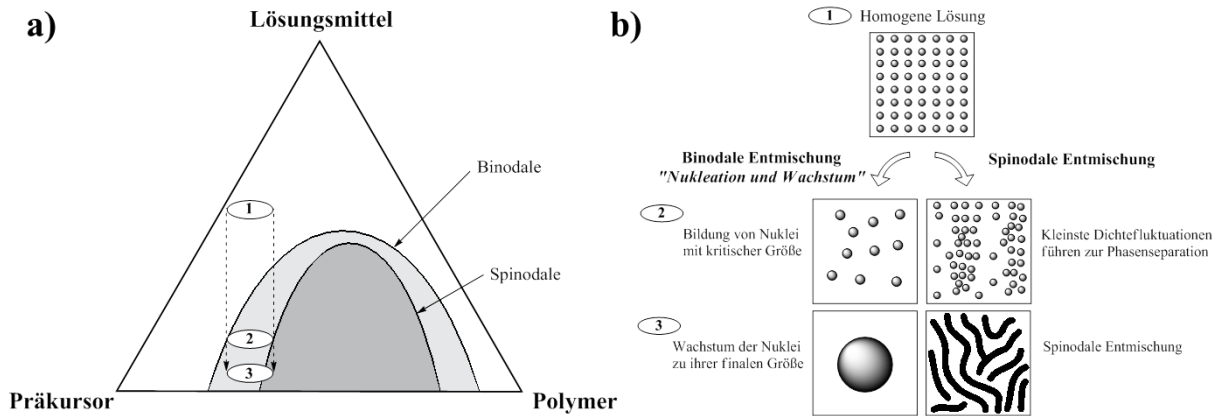 a)
Lösungsmittel
Binodale
Spinodale
1
2
3
Präkursor
Polymer
b)
1 Homogene Lösung
Binodale Entmischung
"Nukleation und Wachstum"
Spinodale Entmischung
2
Bildung von Nuklei
mit kritischer Größe
Kleinste Dichtefluktuationen
führen zur Phasenseparation
3
Wachstum der Nuklei
zu ihrer finalen Größe
Spinodale Entmischung